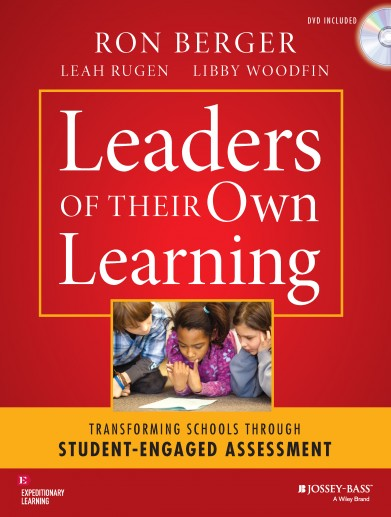 DVD INCLUDED
RON BERGER
LEAH RUGEN LIBBY WOODFIN
Leaders
OF THEIR Own
Learning
TRANSFORMING SCHOOLS THROUGH
STUDENT-ENGAGED ASSESSMENT
E
EXPEDITIONARY
LEARNING
JOSSEY-BASS™
A Wiley Brand